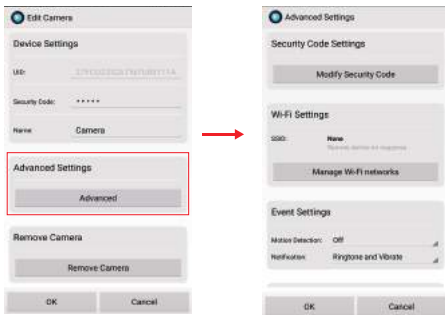 Edit Camera
Device Settings
UID:
Security Code: •••••
Name: Camera
Advanced Settings
Advanced
Remove Camera
Remove Camera
OK Cancel
Advanced Settings
Security Code Settings
Modify Security Code
Wi-Fi Settings
SSID: None
Manage Wi-Fi networks
Event Settings
Motion Detection: Off
Notification: Ringtone and Vibrate
OK Cancel